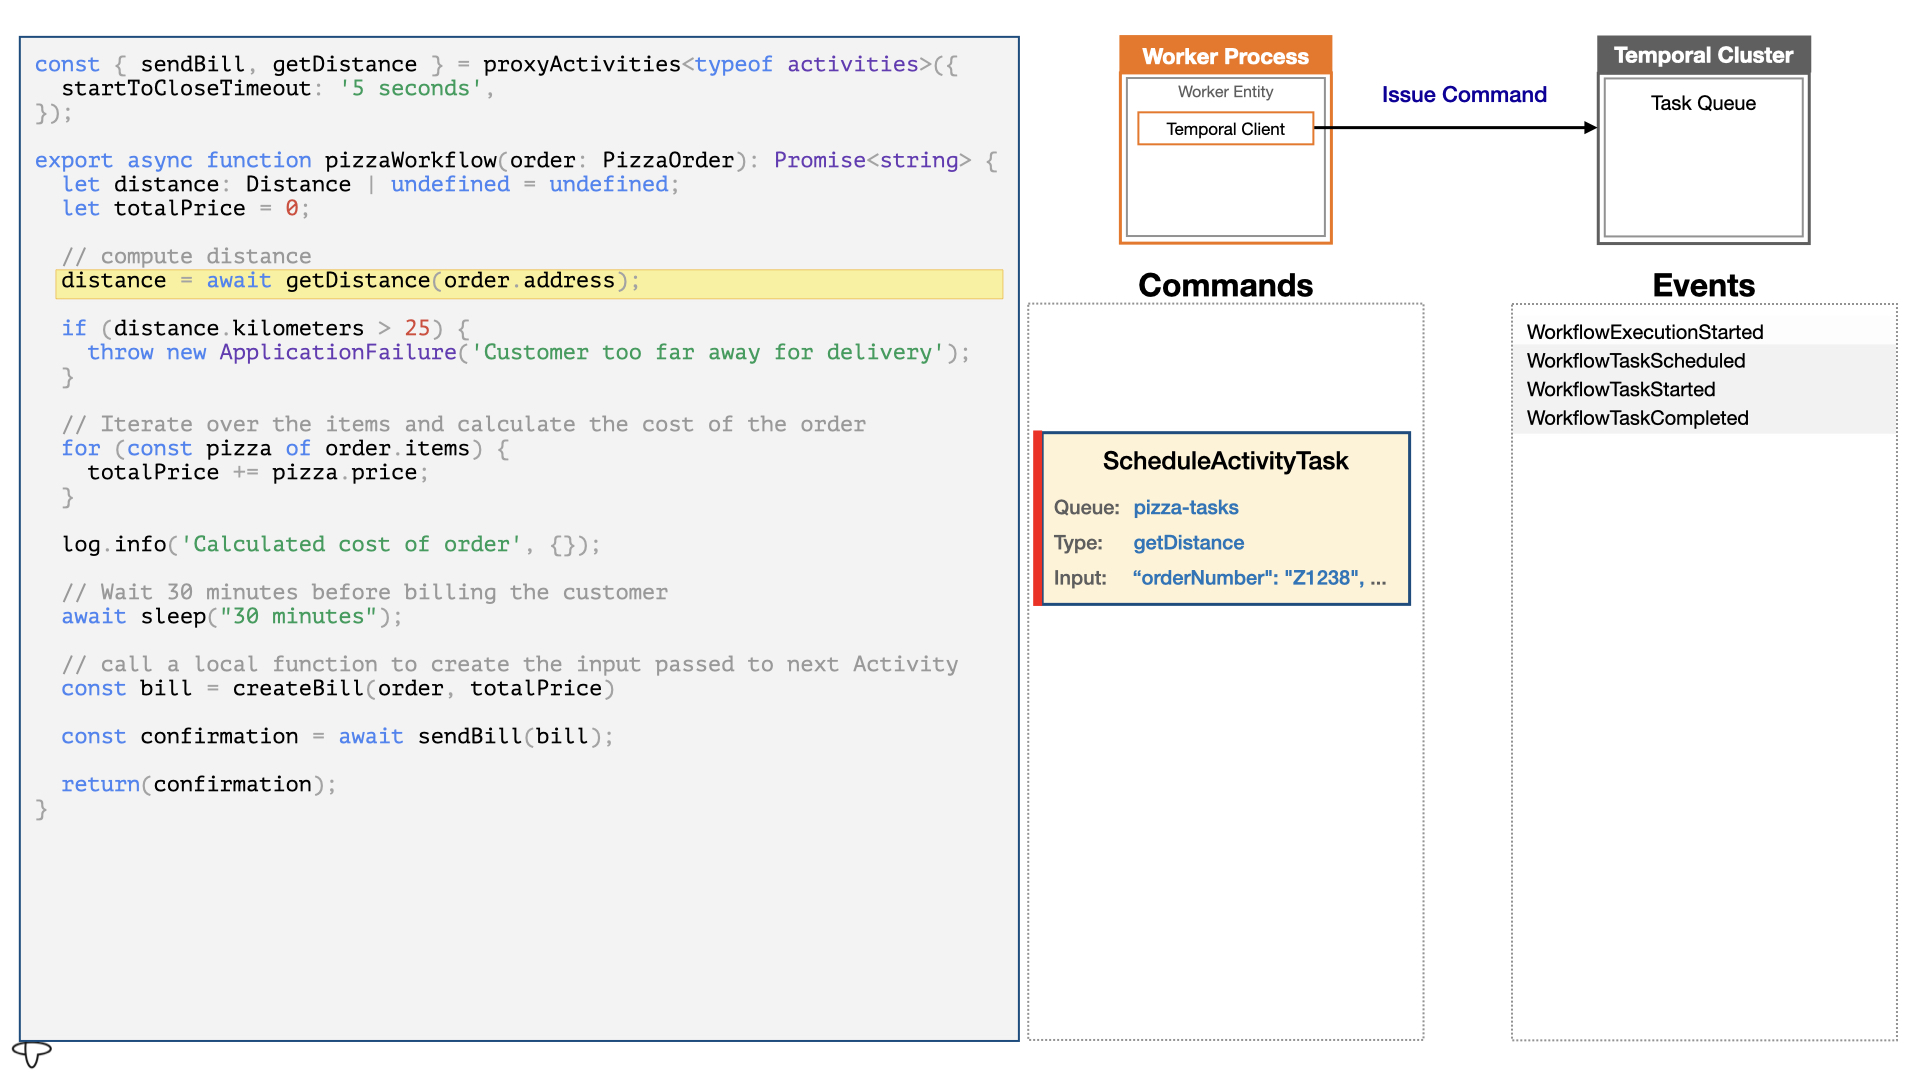 const { sendBill, getDistance } = proxyActivities<typeof activities>({
  startToCloseTimeout: '5 seconds',
});
export async function pizzaWorkflow(order: PizzaOrder): Promise<string> {
  let distance: Distance | undefined = undefined;
  let totalPrice = 0;
  // compute distance
  distance = await getDistance(order.address);
  if (distance.kilometers > 25) {
    throw new ApplicationFailure('Customer too far away for delivery');
  }
  // Iterate over the items and calculate the cost of the order
  for (const pizza of order.items) {
    totalPrice += pizza.price;
  }
  log.info('Calculated cost of order', {});
  // Wait 30 minutes before billing the customer
  await sleep("30 minutes");
  // call a local function to create the input passed to next Activity
  const bill = createBill(order, totalPrice)
  const confirmation = await sendBill(bill);
  return(confirmation);
}
Worker Process
Worker Entity
Temporal Client
Issue Command
Temporal Cluster
Task Queue
Commands
ScheduleActivityTask
Queue: pizza-tasks
Type: getDistance
Input: “orderNumber": "Z1238", ...
Events
WorkflowExecutionStarted
WorkflowTaskScheduled
WorkflowTaskStarted
WorkflowTaskCompleted